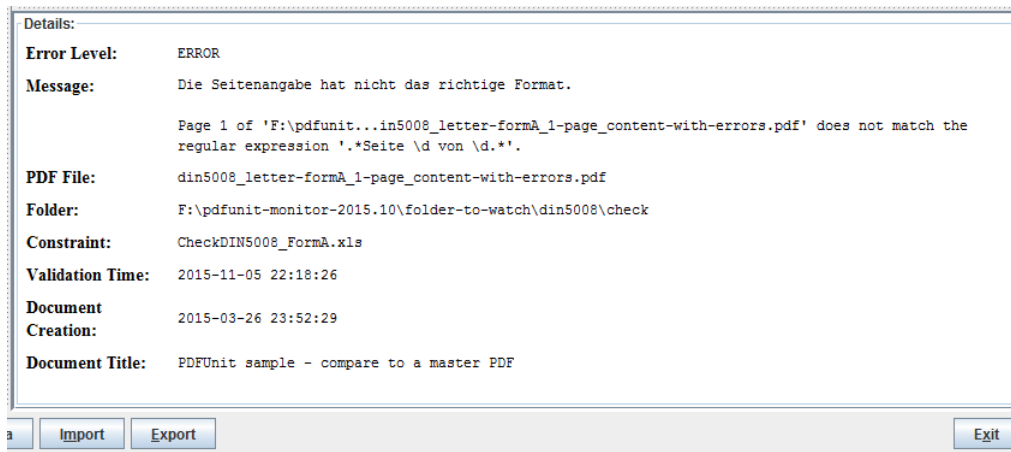 Details:
Error Level: ERROR
Message: Die Seitenangabe hat nicht das richtige Format.
Page 1 of 'F:\pdfunit...in5008_letter-formA_1-page_content-with-errors.pdf' does not match the
regular expression '.*Seite \d von \d.*'.
PDF File: din5008_letter-formA_1-page_content-with-errors.pdf
Folder: F:\pdfunit-monitor-2015.10\folder-to-watch\din5008\check
Constraint: CheckDIN5008_FormA.xls
Validation Time: 2015-11-05 22:18:26
Document
Creation: 2015-03-26 23:52:29
Document Title: PDFUnit sample - compare to a master PDF
a Import Export Exit